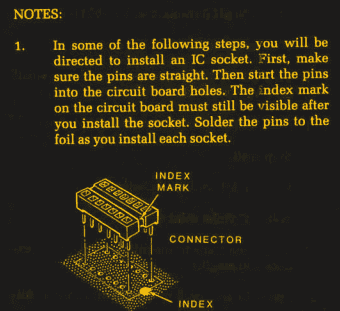 NOTES:
1. In some of the following steps, you will be
directed to install an IC socket. First, make
sure the pins are straight. Then start the pins
into the circuit board holes. The index mark
on the circuit board must still be visible after
you install the socket. Solder the pins to the
foil as you install each socket.
INDEX
MARK
CONNECTOR
INDEX